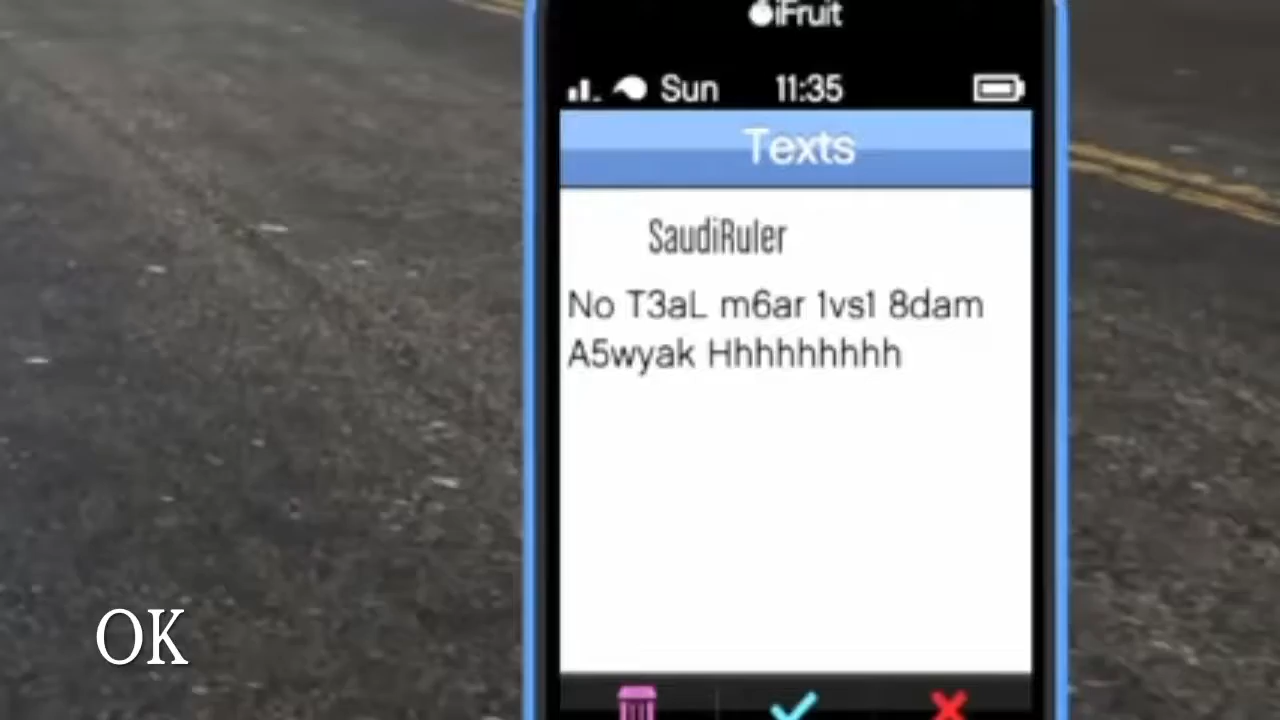 iFruit
Sun 11:35
Texts
SaudiRuler
No T3aL m6ar 1vs1 8dam
A5wyak Hhhhhhhhh
OK